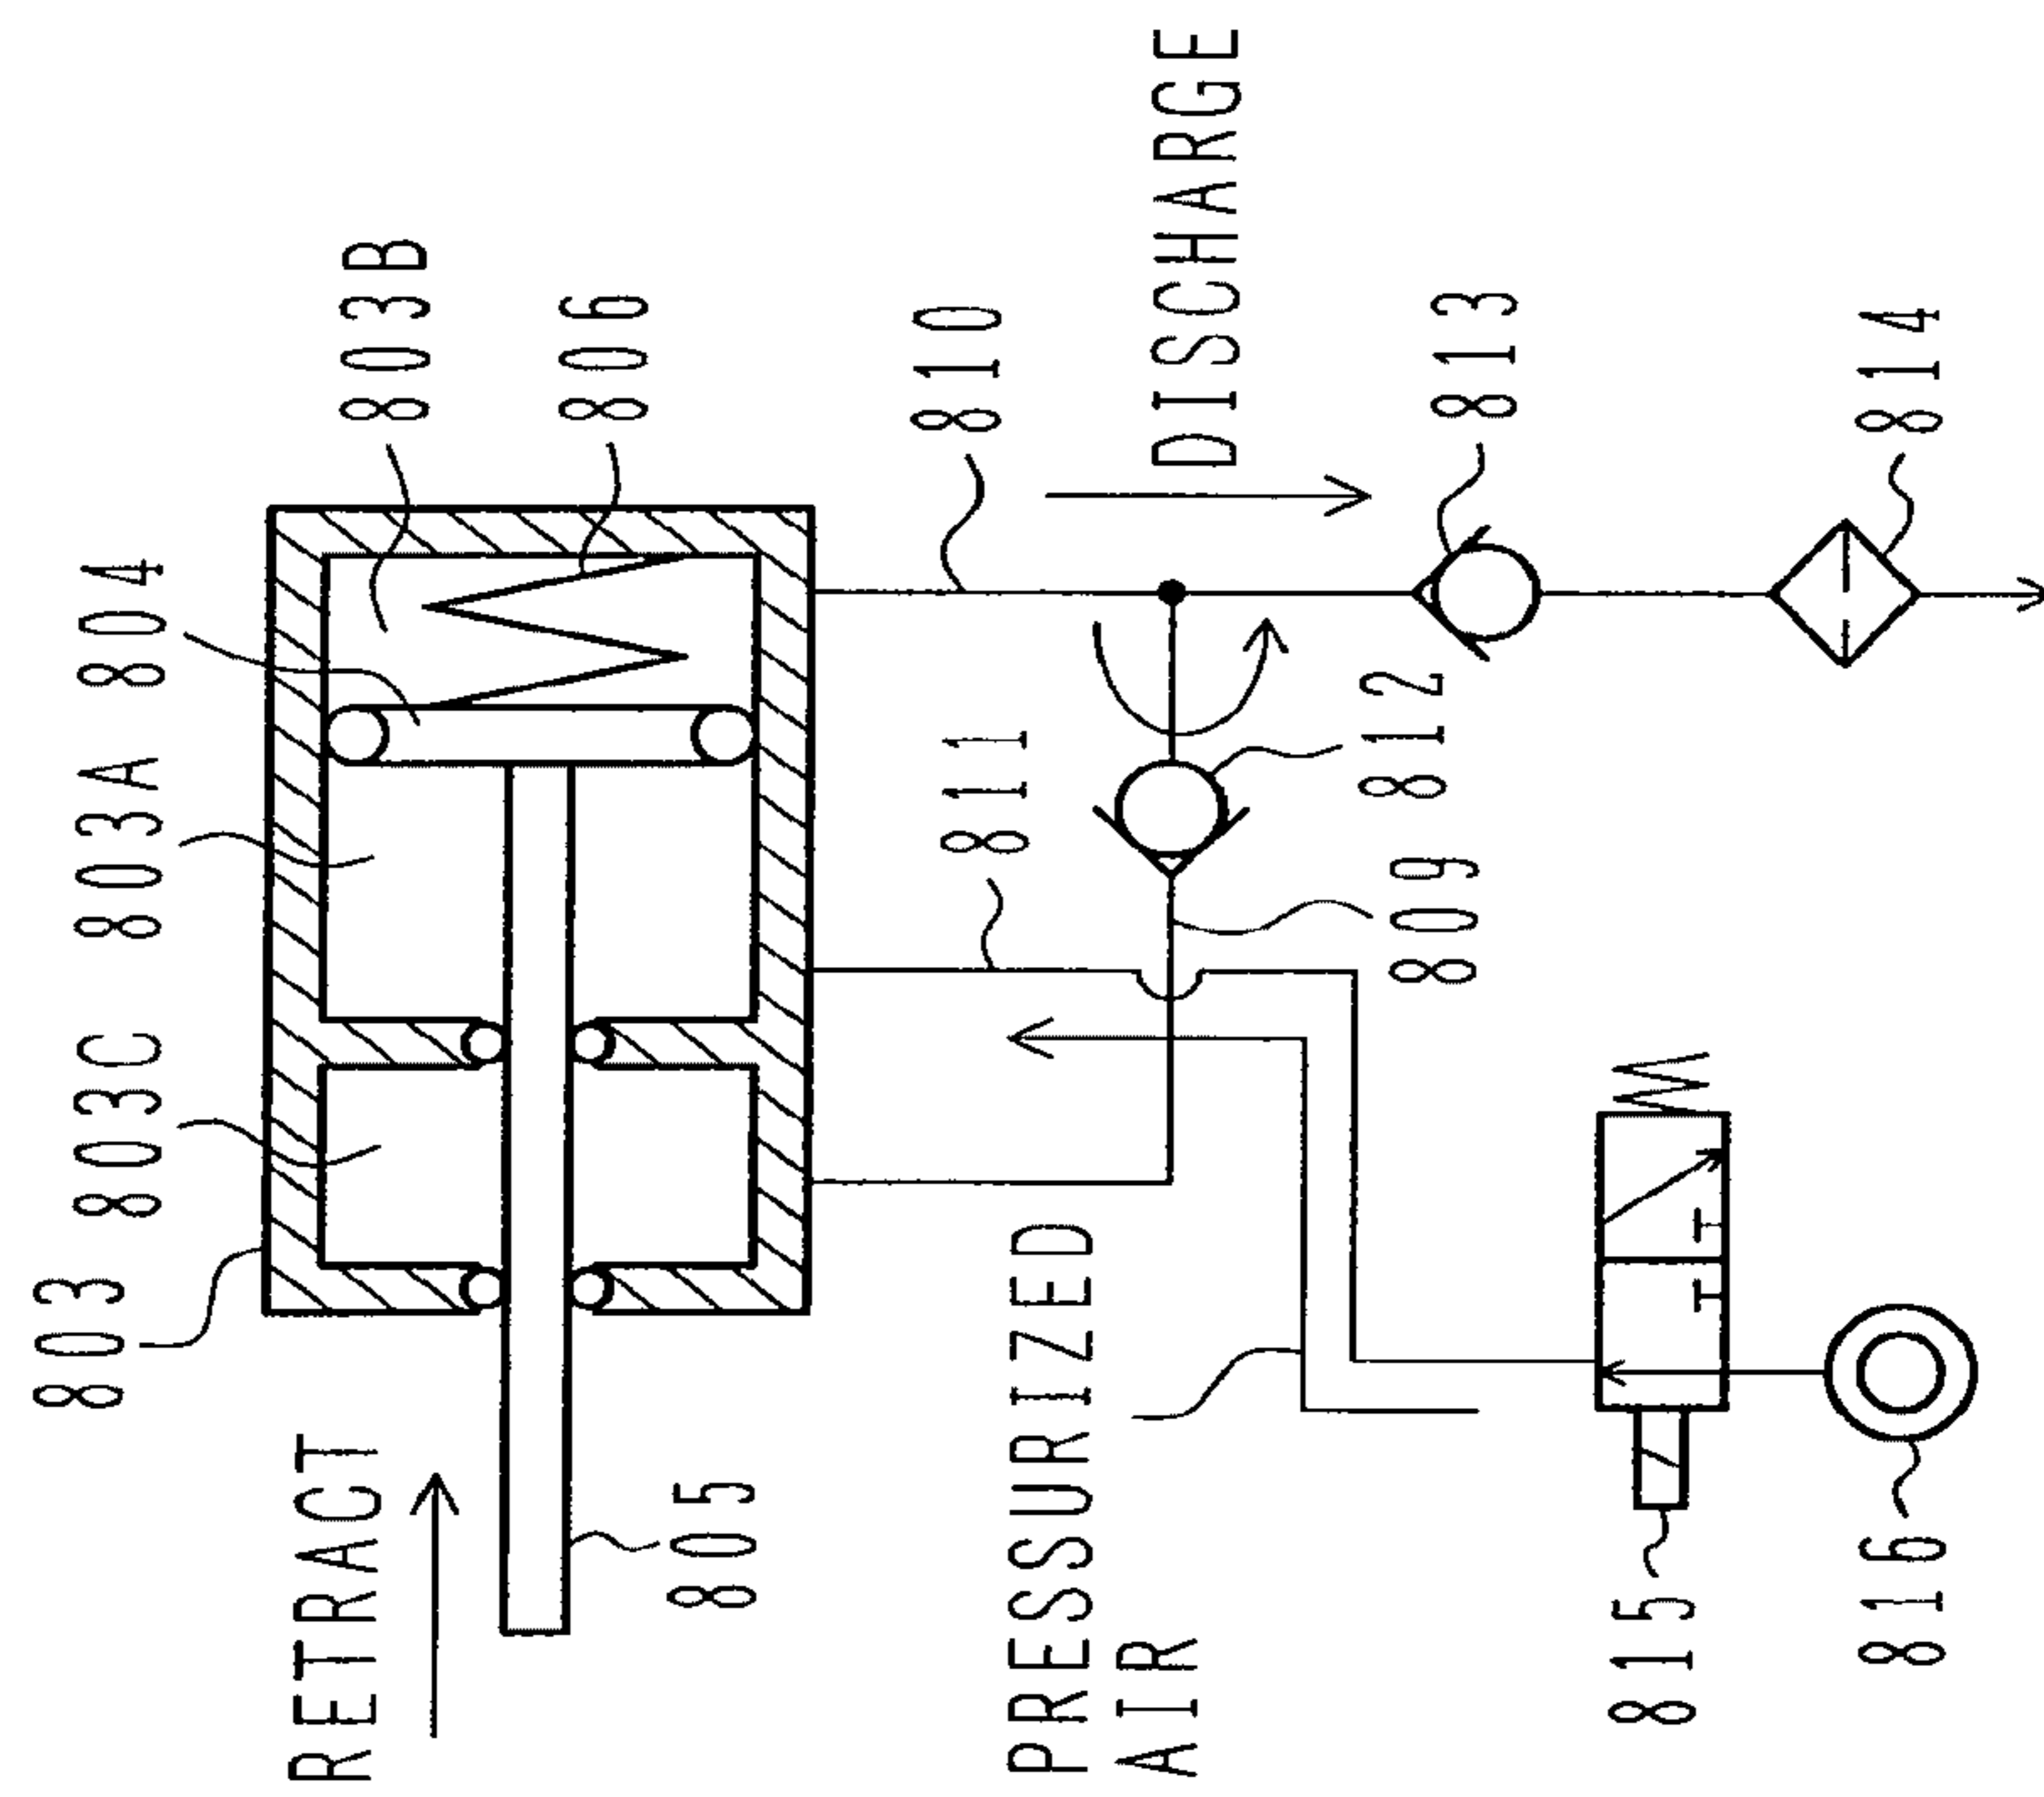 RETRACT
803
803C
803A
804
803B
806
805
810
811
PRESSURIZED
AIR
DISCHARGE
812
809
813
815
816
814